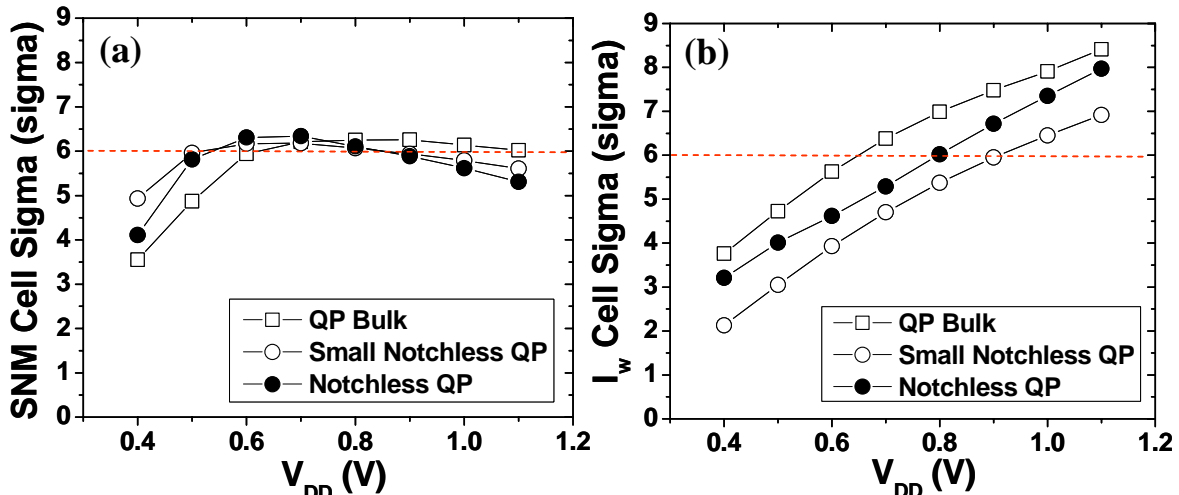 (a)
SNM Cell Sigma (sigma)
9
8
7
6
5
4
3
2
1
0
QP Bulk
Small Notchless QP
Notchless QP
0.4 0.6 0.8 1.0 1.2
V_DD (V)
(b)
I_w Cell Sigma (sigma)
9
8
7
6
5
4
3
2
1
0
QP Bulk
Small Notchless QP
Notchless QP
0.4 0.6 0.8 1.0 1.2
V_DD (V)